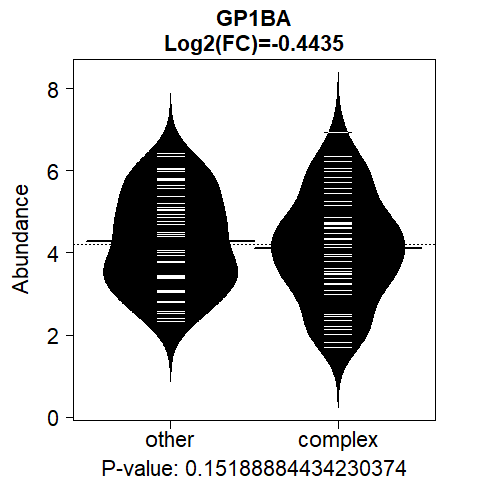 GP1BA
Log2(FC)=-0.4435
Abundance
8
6
4
2
0
other complex
P-value: 0.15188884434230374